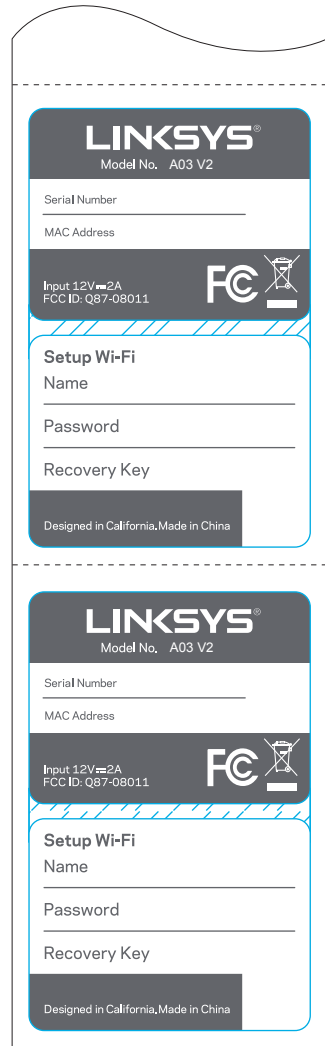 LINKSYS®
Model No. A03 V2
Serial Number
MAC Address
Input 12V⎓2A
FCC ID: Q87-08011
FC
Setup Wi-Fi
Name
Password
Recovery Key
Designed in California. Made in China
LINKSYS®
Model No. A03 V2
Serial Number
MAC Address
Input 12V⎓2A
FCC ID: Q87-08011
FC
Setup Wi-Fi
Name
Password
Recovery Key
Designed in California. Made in China